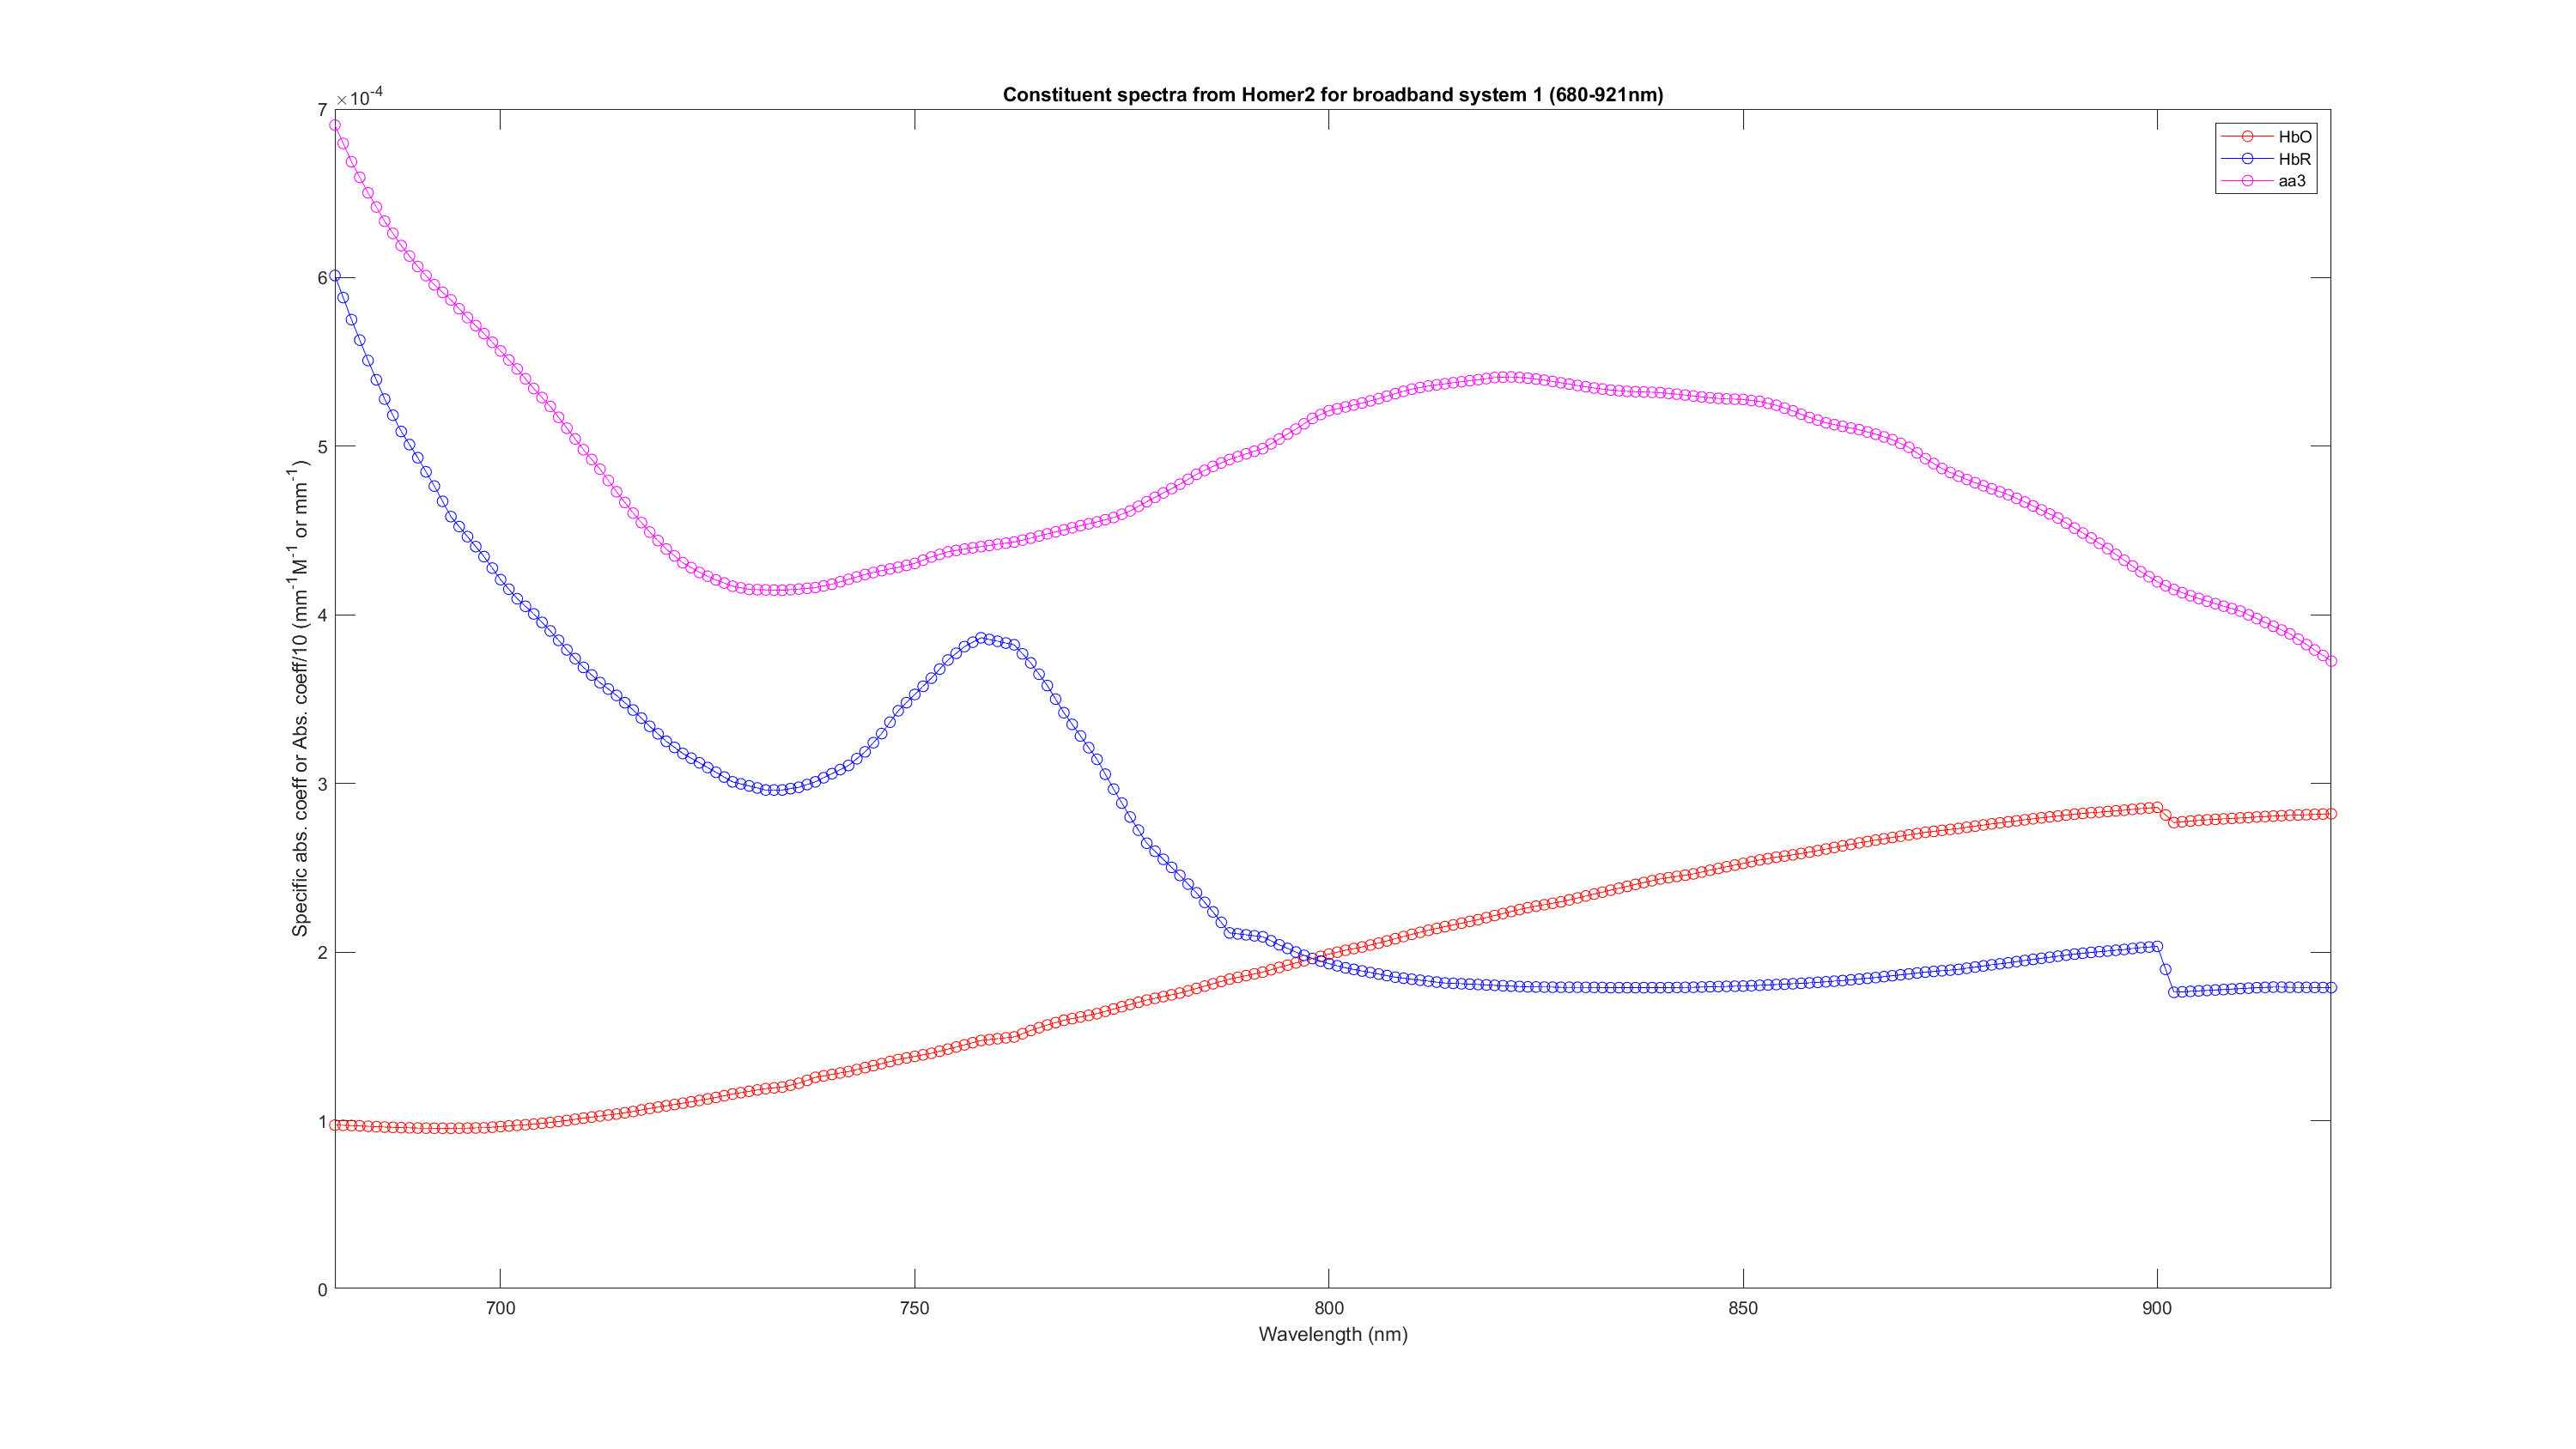 Constituent spectra from Homer2 for broadband system 1 (680-921nm)
×10⁻⁴
7
6
5
4
3
2
1
0
Specific abs. coeff or Abs. coeff/10 (mm⁻¹M⁻¹ or mm⁻¹)
HbO
HbR
aa3
700
750
800
850
900
Wavelength (nm)